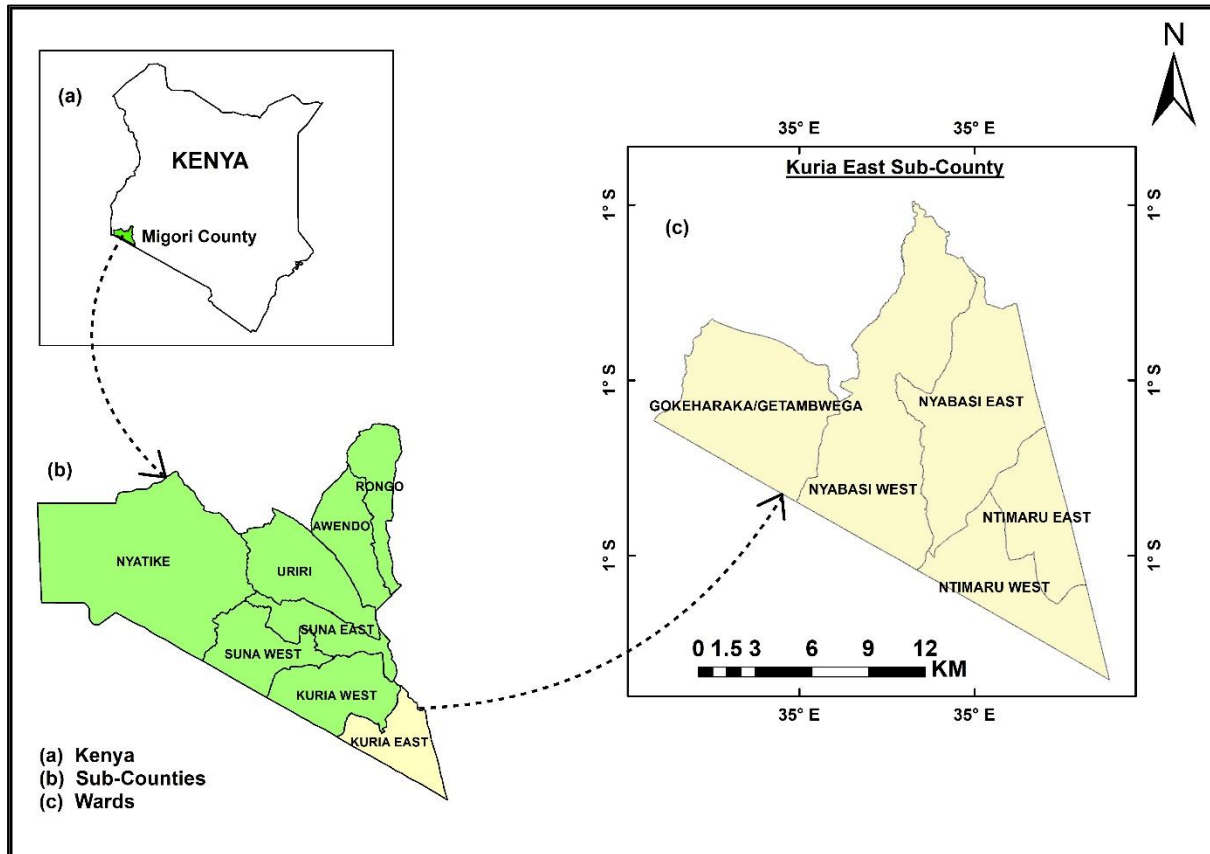 N
(a)
KENYA
Migori County
35° E
35° E
Kuria East Sub-County
(c)
1° S
1° S
1° S
1° S
1° S
1° S
GOKEHARAKA/GETAMBWEGA
NYABASI EAST
NYABASI WEST
NTIMARU EAST
NTIMARU WEST
0 1.5 3 6 9 12
KM
35° E
35° E
(b)
RONGO
AWENDO
NYATIKE
URIRI
SUNA EAST
SUNA WEST
KURIA WEST
KURIA EAST
(a) Kenya
(b) Sub-Counties
(c) Wards